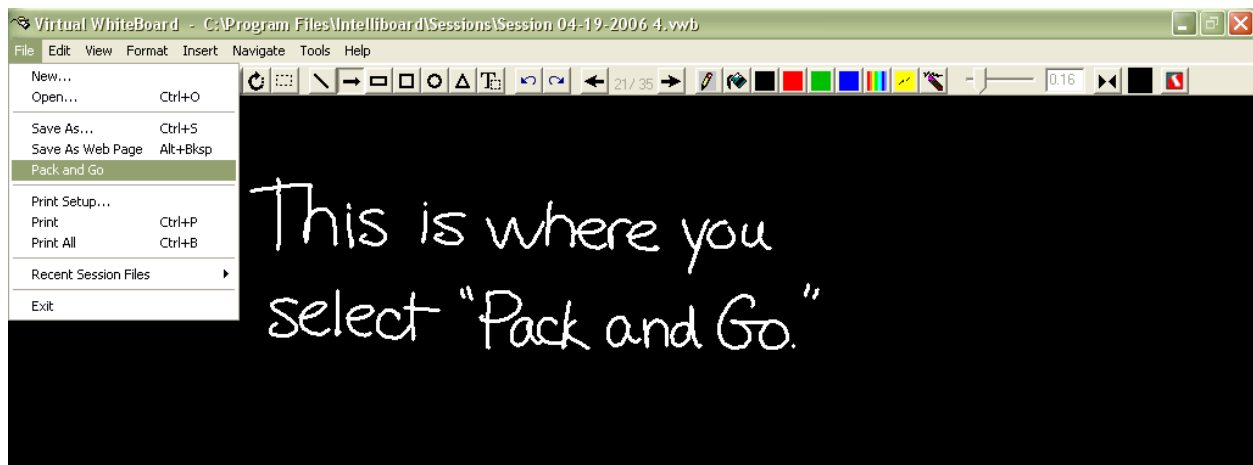 Virtual WhiteBoard - C:\Program Files\Intelliboard\Sessions\Session 04-19-2006 4.vwb
File Edit View Format Insert Navigate Tools Help
New...
Open... Ctrl+O
Save As... Ctrl+S
Save As Web Page Alt+Bksp
Pack and Go
Print Setup...
Print Ctrl+P
Print All Ctrl+B
Recent Session Files
Exit
T
21/35
0.16
This is where you
select "Pack and Go."